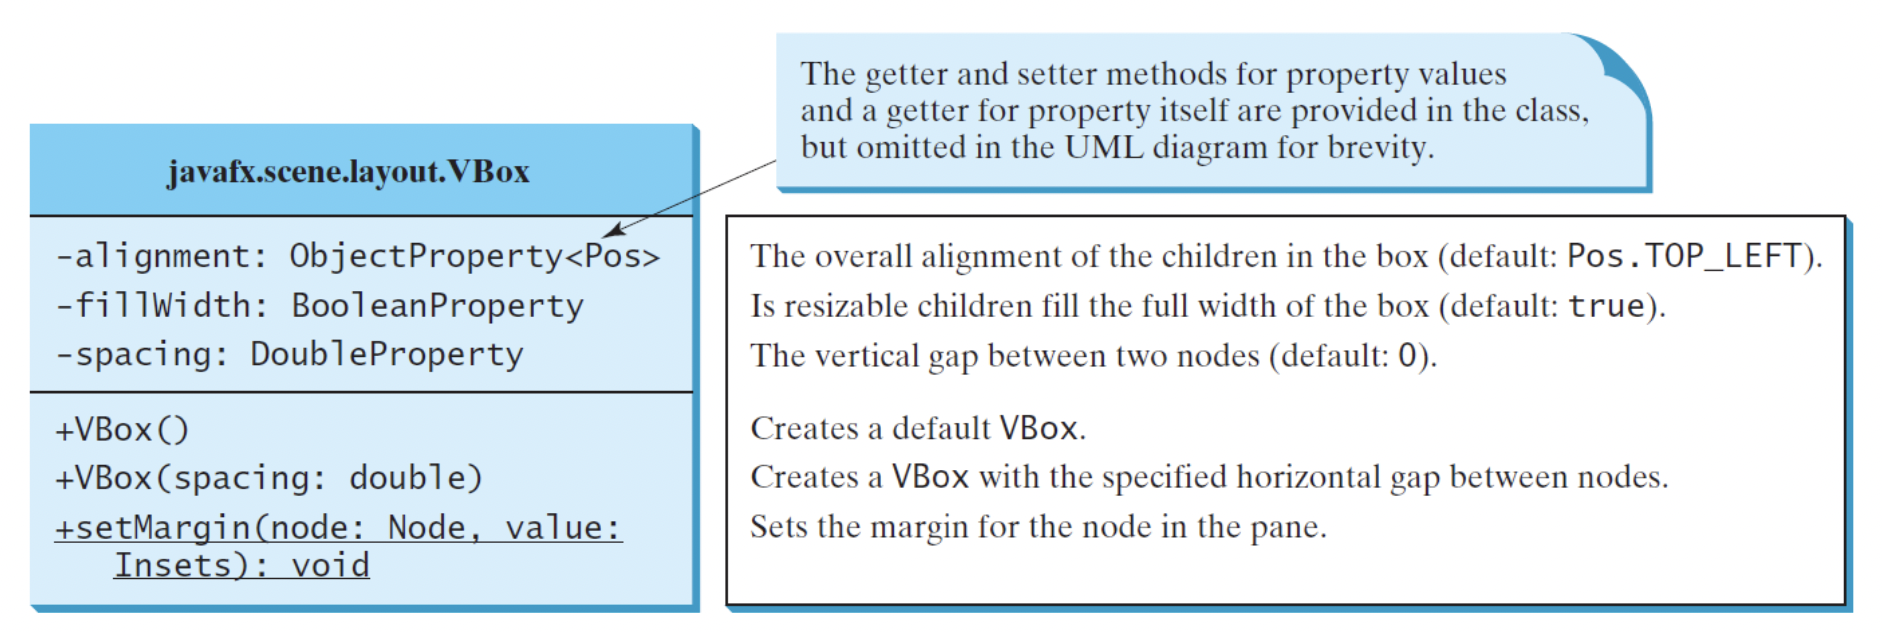 The getter and setter methods for property values
and a getter for property itself are provided in the class,
but omitted in the UML diagram for brevity.
javafx.scene.layout.VBox
-alignment: ObjectProperty<Pos>
The overall alignment of the children in the box (default: Pos.TOP_LEFT).
-fillWidth: BooleanProperty
Is resizable children fill the full width of the box (default: true).
-spacing: DoubleProperty
The vertical gap between two nodes (default: 0).
+VBox()
Creates a default VBox.
+VBox(spacing: double)
Creates a VBox with the specified horizontal gap between nodes.
+setMargin(node: Node, value:
Insets): void
Sets the margin for the node in the pane.